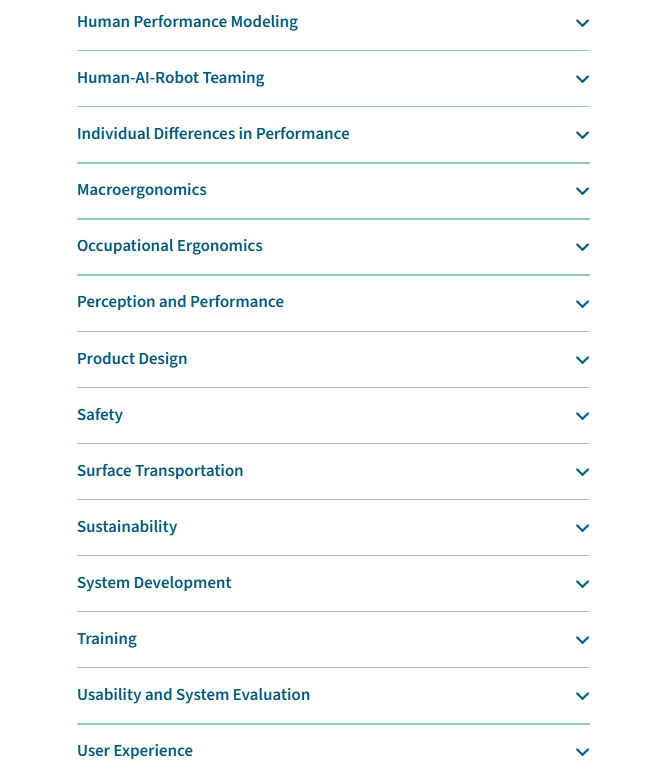 Human Performance Modeling
Human-AI-Robot Teaming
Individual Differences in Performance
Macroergonomics
Occupational Ergonomics
Perception and Performance
Product Design
Safety
Surface Transportation
Sustainability
System Development
Training
Usability and System Evaluation
User Experience